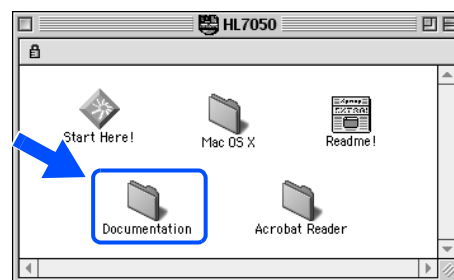 HL7050
Start Here!
Mac OS X
Readme!
Documentation
Acrobat Reader